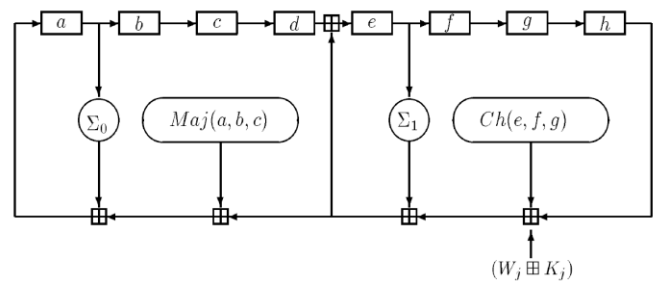 a b c d e f g h
Σ₀ Maj(a, b, c) Σ₁ Ch(e, f, g)
(Wⱼ ⊞ Kⱼ)